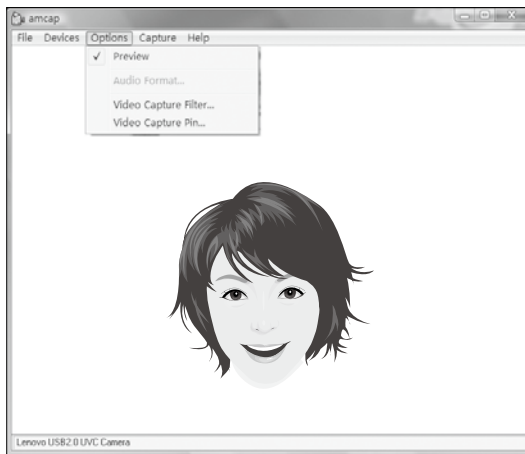 amcap
File Devices Options Capture Help
✓ Preview
Audio Format...
Video Capture Filter...
Video Capture Pin...
Lenovo USB2.0 UVC Camera